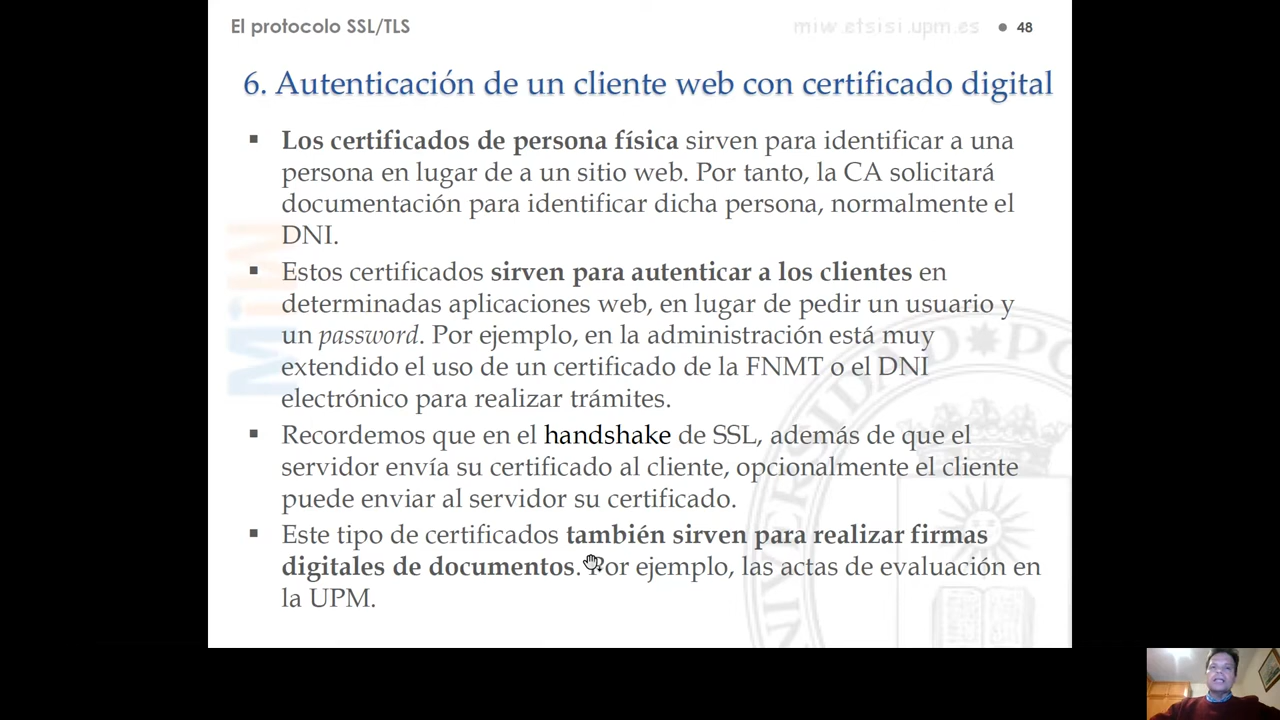 El protocolo SSL/TLS
miw.etsisi.upm.es
48
6. Autenticación de un cliente web con certificado digital
▪ Los certificados de persona física sirven para identificar a una
persona en lugar de a un sitio web. Por tanto, la CA solicitará
documentación para identificar dicha persona, normalmente el
DNI.
▪ Estos certificados sirven para autenticar a los clientes en
determinadas aplicaciones web, en lugar de pedir un usuario y
un password. Por ejemplo, en la administración está muy
extendido el uso de un certificado de la FNMT o el DNI
electrónico para realizar trámites.
▪ Recordemos que en el handshake de SSL, además de que el
servidor envía su certificado al cliente, opcionalmente el cliente
puede enviar al servidor su certificado.
▪ Este tipo de certificados también sirven para realizar firmas
digitales de documentos. Por ejemplo, las actas de evaluación en
la UPM.
MiW
UNIVERSIDAD PO